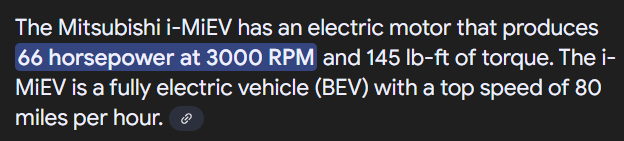 The Mitsubishi i-MiEV has an electric motor that produces
66 horsepower at 3000 RPM and 145 lb-ft of torque. The i-
MiEV is a fully electric vehicle (BEV) with a top speed of 80
miles per hour.